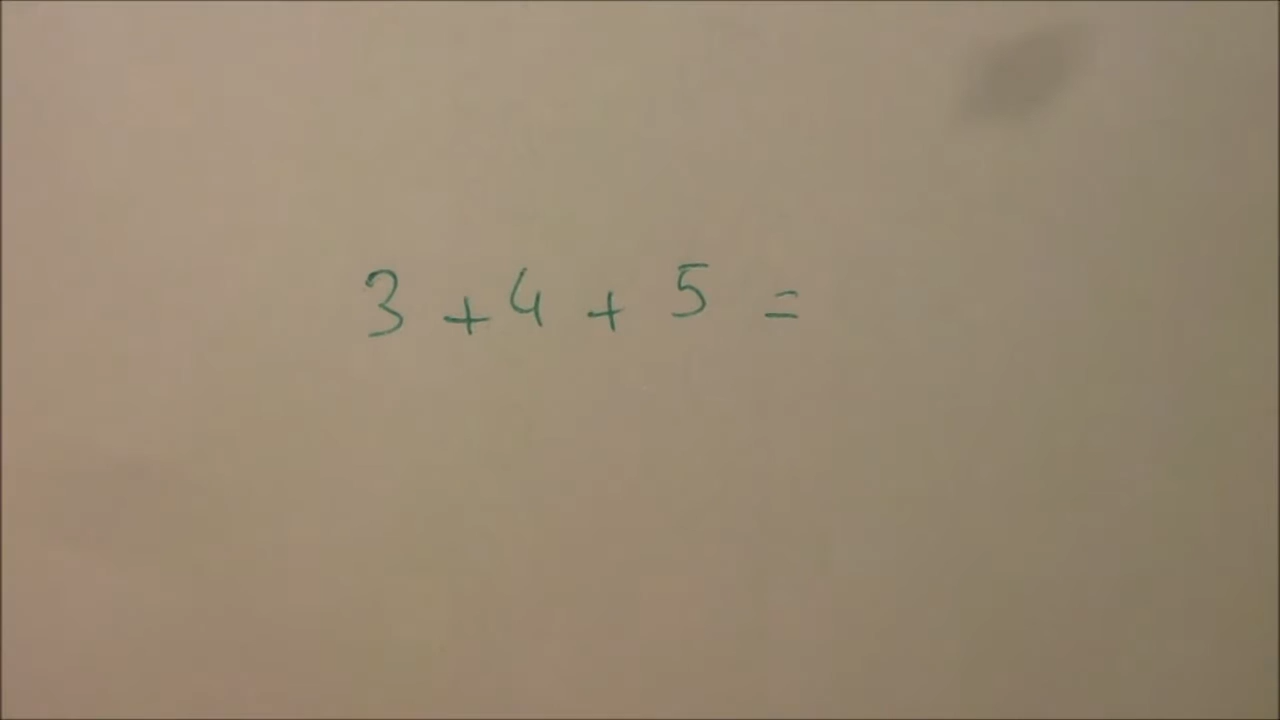 3 + 4 + 5 =